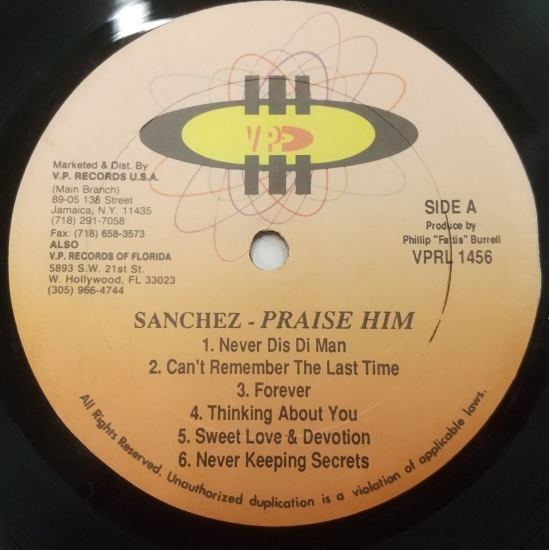 VP
Marketed & Dist. By
V.P. RECORDS U.S.A.
(Main Branch)
89-05 138 Street
Jamaica, N.Y. 11435
(718) 291-7058
Fax: (718) 658-3573
ALSO
V.P. RECORDS OF FLORIDA
5893 S.W. 21st St.
W. Hollywood, FL 33023
(305) 966-4744
SIDE A
Produce by
Phillip "Fattis" Burrell
VPRL 1456
SANCHEZ - PRAISE HIM
1. Never Dis Di Man
2. Can't Remember The Last Time
3. Forever
4. Thinking About You
5. Sweet Love & Devotion
6. Never Keeping Secrets
All Rights Reserved. Unauthorized duplication is a violation of applicable laws.